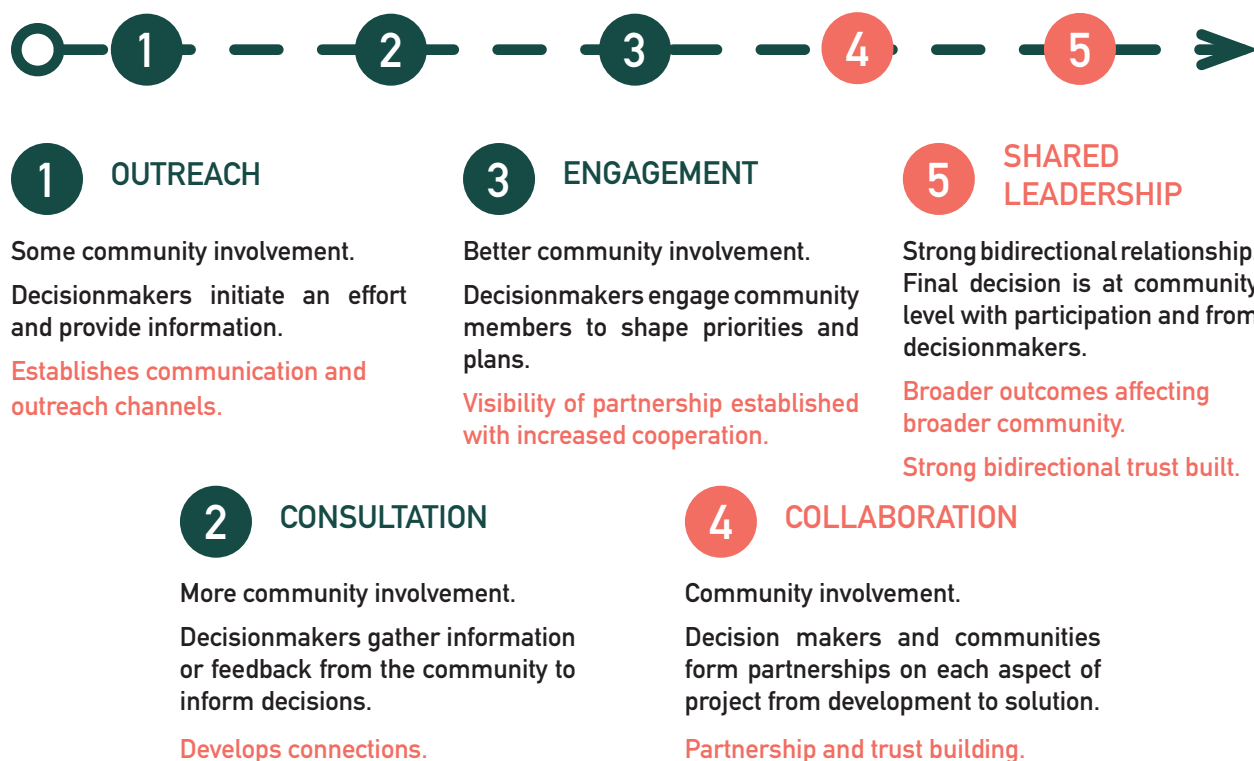 1 2 3 4 5
1 OUTREACH
Some community involvement.
Decisionmakers initiate an effort
and provide information.
Establishes communication and
outreach channels.
3 ENGAGEMENT
Better community involvement.
Decisionmakers engage community
members to shape priorities and
plans.
Visibility of partnership established
with increased cooperation.
5 SHARED
LEADERSHIP
Strong bidirectional relationship.
Final decision is at community
level with participation and from
decisionmakers.
Broader outcomes affecting
broader community.
Strong bidirectional trust built.
2 CONSULTATION
More community involvement.
Decisionmakers gather information
or feedback from the community to
inform decisions.
Develops connections.
4 COLLABORATION
Community involvement.
Decision makers and communities
form partnerships on each aspect of
project from development to solution.
Partnership and trust building.